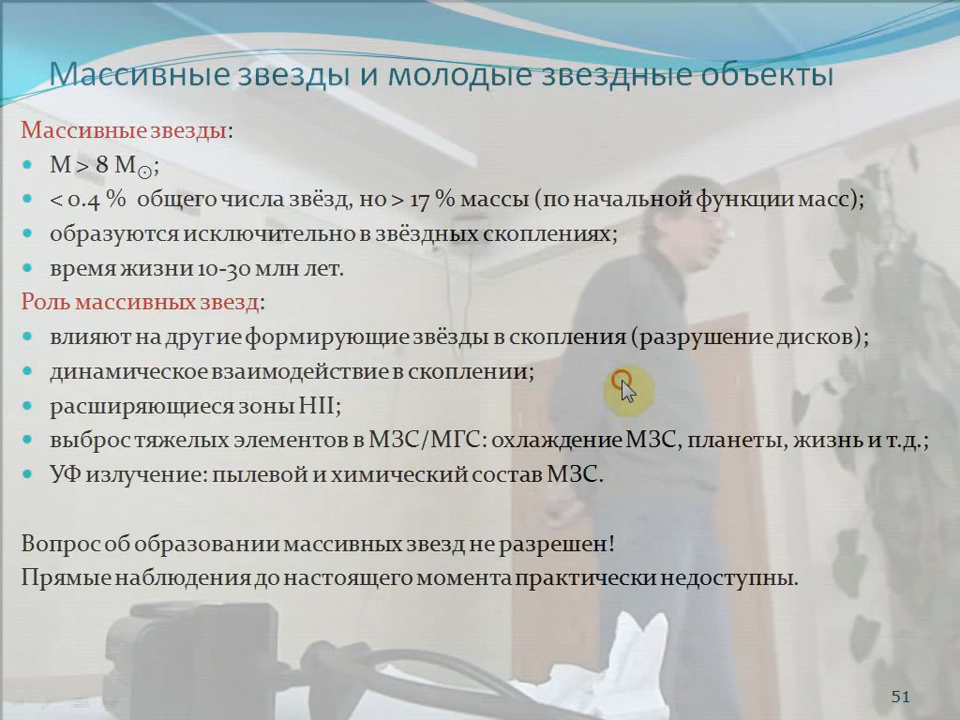 Массивные звезды и молодые звездные объекты
Массивные звезды:
М > 8 М☉;
< 0.4 % общего числа звёзд, но > 17 % массы (по начальной функции масс);
образуются исключительно в звёздных скоплениях;
время жизни 10-30 млн лет.
Роль массивных звезд:
влияют на другие формирующие звёзды в скопления (разрушение дисков);
динамическое взаимодействие в скоплении;
расширяющиеся зоны HII;
выброс тяжелых элементов в МЗС/МГС: охлаждение МЗС, планеты, жизнь и т.д.;
УФ излучение: пылевой и химический состав МЗС.
Вопрос об образовании массивных звезд не разрешен!
Прямые наблюдения до настоящего момента практически недоступны.
51